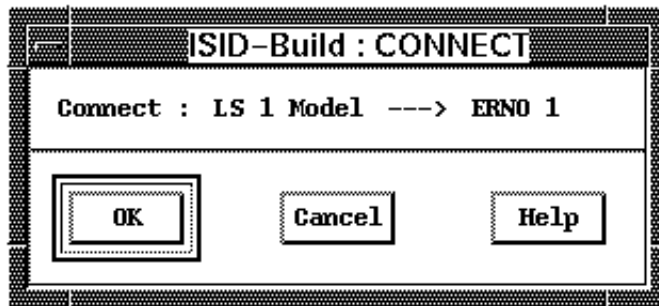 ISID-Build : CONNECT
Connect : LS 1 Model ---> ERNO 1
OK Cancel Help